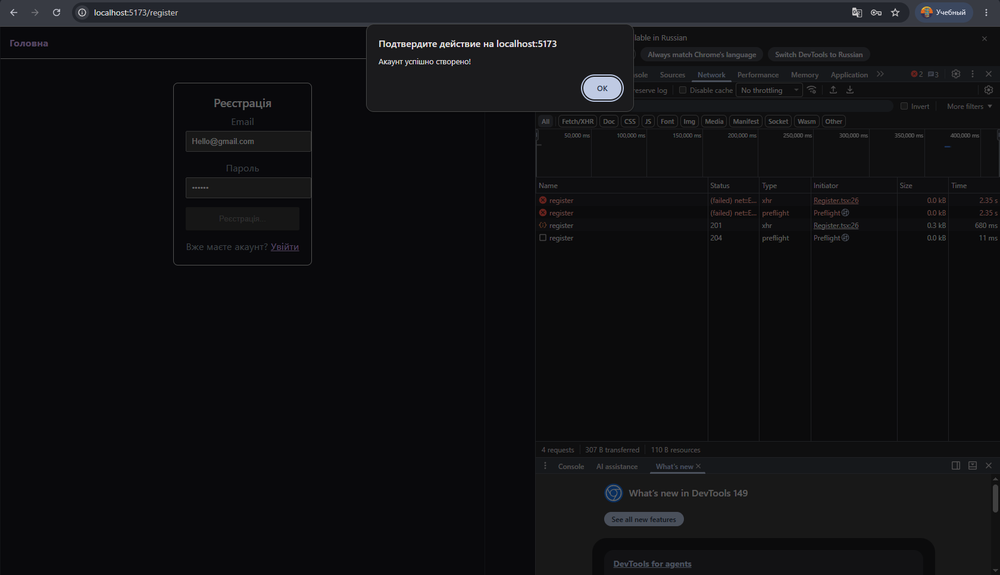 localhost:5173/register
Учебный
Головна
Подтвердите действие на localhost:5173
Акаунт успішно створено!
OK
lable in Russian
Always match Chrome's language
Switch DevTools to Russian
sole
Sources
Network
Performance
Memory
Application
2
3
reserve log
Disable cache
No throttling
Invert
More filters
All
Fetch/XHR
Doc
CSS
JS
Font
Img
Media
Manifest
Socket
Wasm
Other
50,000 ms
100,000 ms
150,000 ms
200,000 ms
250,000 ms
300,000 ms
350,000 ms
400,000 ms
Реєстрація
Email
Hello@gmail.com
Пароль
••••••
Реєстрація...
Вже маєте акаунт? Увійти
Name Status Type Initiator Size Time
register (failed) net::E... xhr Register.tsx:26 0.0 kB 2.35 s
register (failed) net::E... preflight Preflight 0.0 kB 2.35 s
register 201 xhr Register.tsx:26 0.3 kB 680 ms
register 204 preflight Preflight 0.0 kB 11 ms
4 requests
307 B transferred
110 B resources
Console
AI assistance
What's new
What's new in DevTools 149
See all new features
DevTools for agents